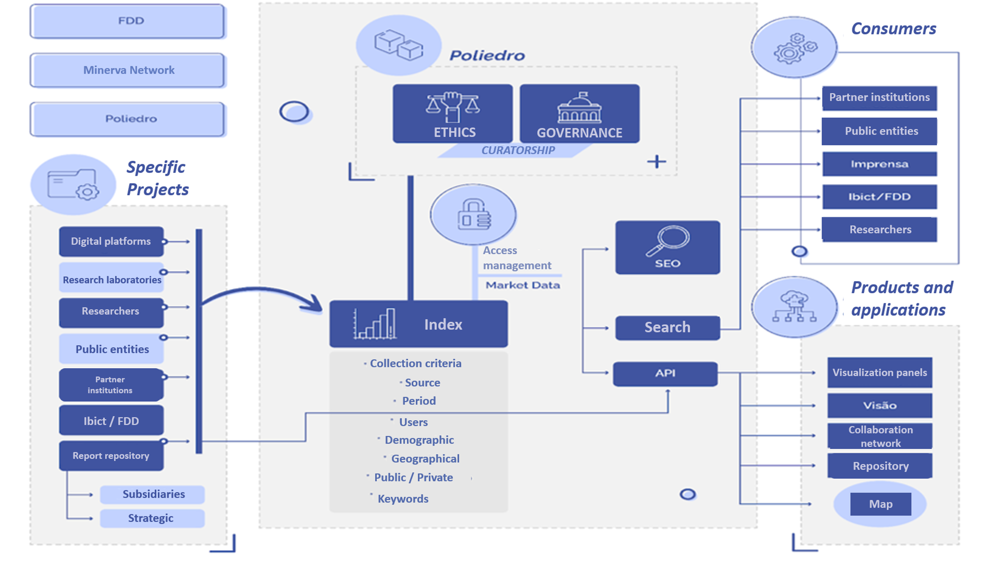 FDD
Minerva Network
Poliedro
Specific
Projects
Digital platforms
Research laboratories
Researchers
Public entities
Partner
institutions
Ibict / FDD
Report repository
Subsidiaries
Strategic
Poliedro
ETHICS
GOVERNANCE
CURATORSHIP
Access
management
Market Data
Index
· Collection criteria
· Source
· Period
· Users
· Demographic
· Geographical
· Public / Private
· Keywords
SEO
Search
API
Consumers
Partner institutions
Public entities
Imprensa
Ibict/FDD
Researchers
Products and
applications
Visualization panels
Visão
Collaboration
network
Repository
Map